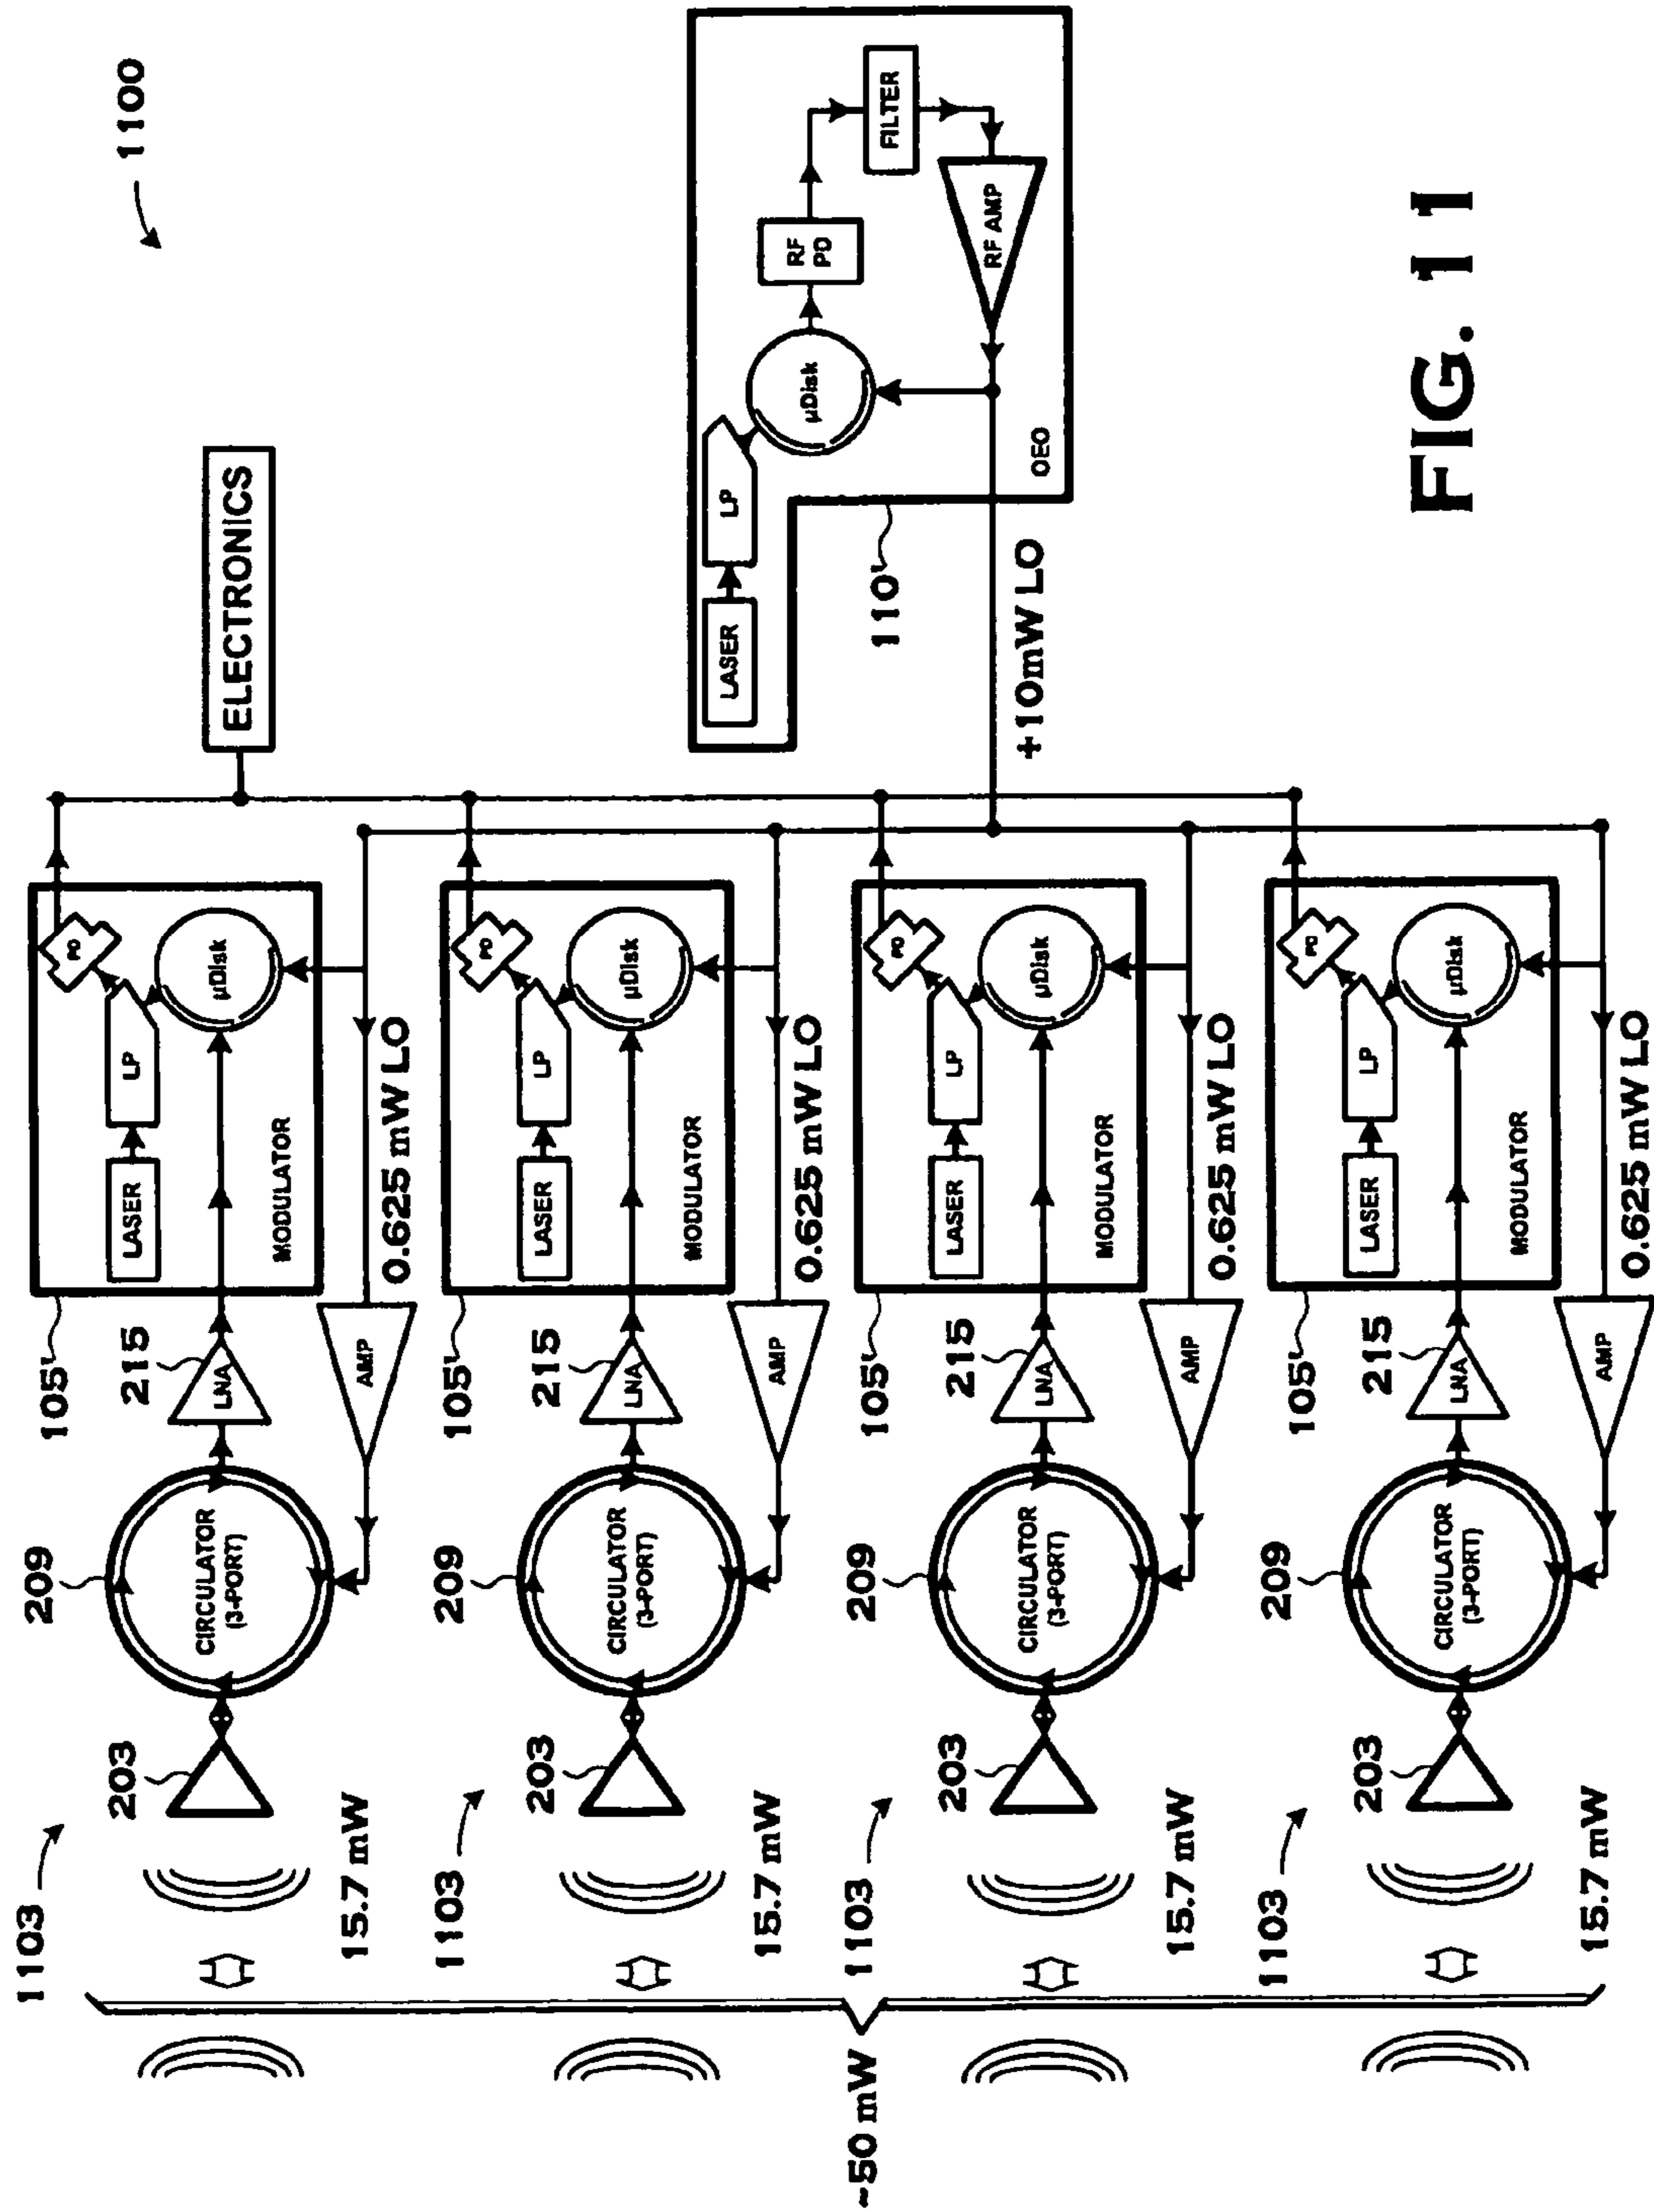 1100
ELECTRONICS
LASER
LP
µDisk
RF
PD
FILTER
RF AMP
OEO
110'
+10mW LO
FIG. 11
1103
203
15.7 mW
209
CIRCULATOR
(3-PORT)
215
LNA
AMP
105'
LASER
LP
PD
µDisk
MODULATOR
0.625 mW LO
1103
203
15.7 mW
209
CIRCULATOR
(3-PORT)
215
LNA
AMP
105'
LASER
LP
PD
µDisk
MODULATOR
0.625 mW LO
1103
203
15.7 mW
209
CIRCULATOR
(3-PORT)
215
LNA
AMP
105'
LASER
LP
PD
µDisk
MODULATOR
0.625 mW LO
1103
203
15.7 mW
209
CIRCULATOR
(3-PORT)
215
LNA
AMP
105'
LASER
LP
PD
µDisk
MODULATOR
0.625 mW LO
~50 mW